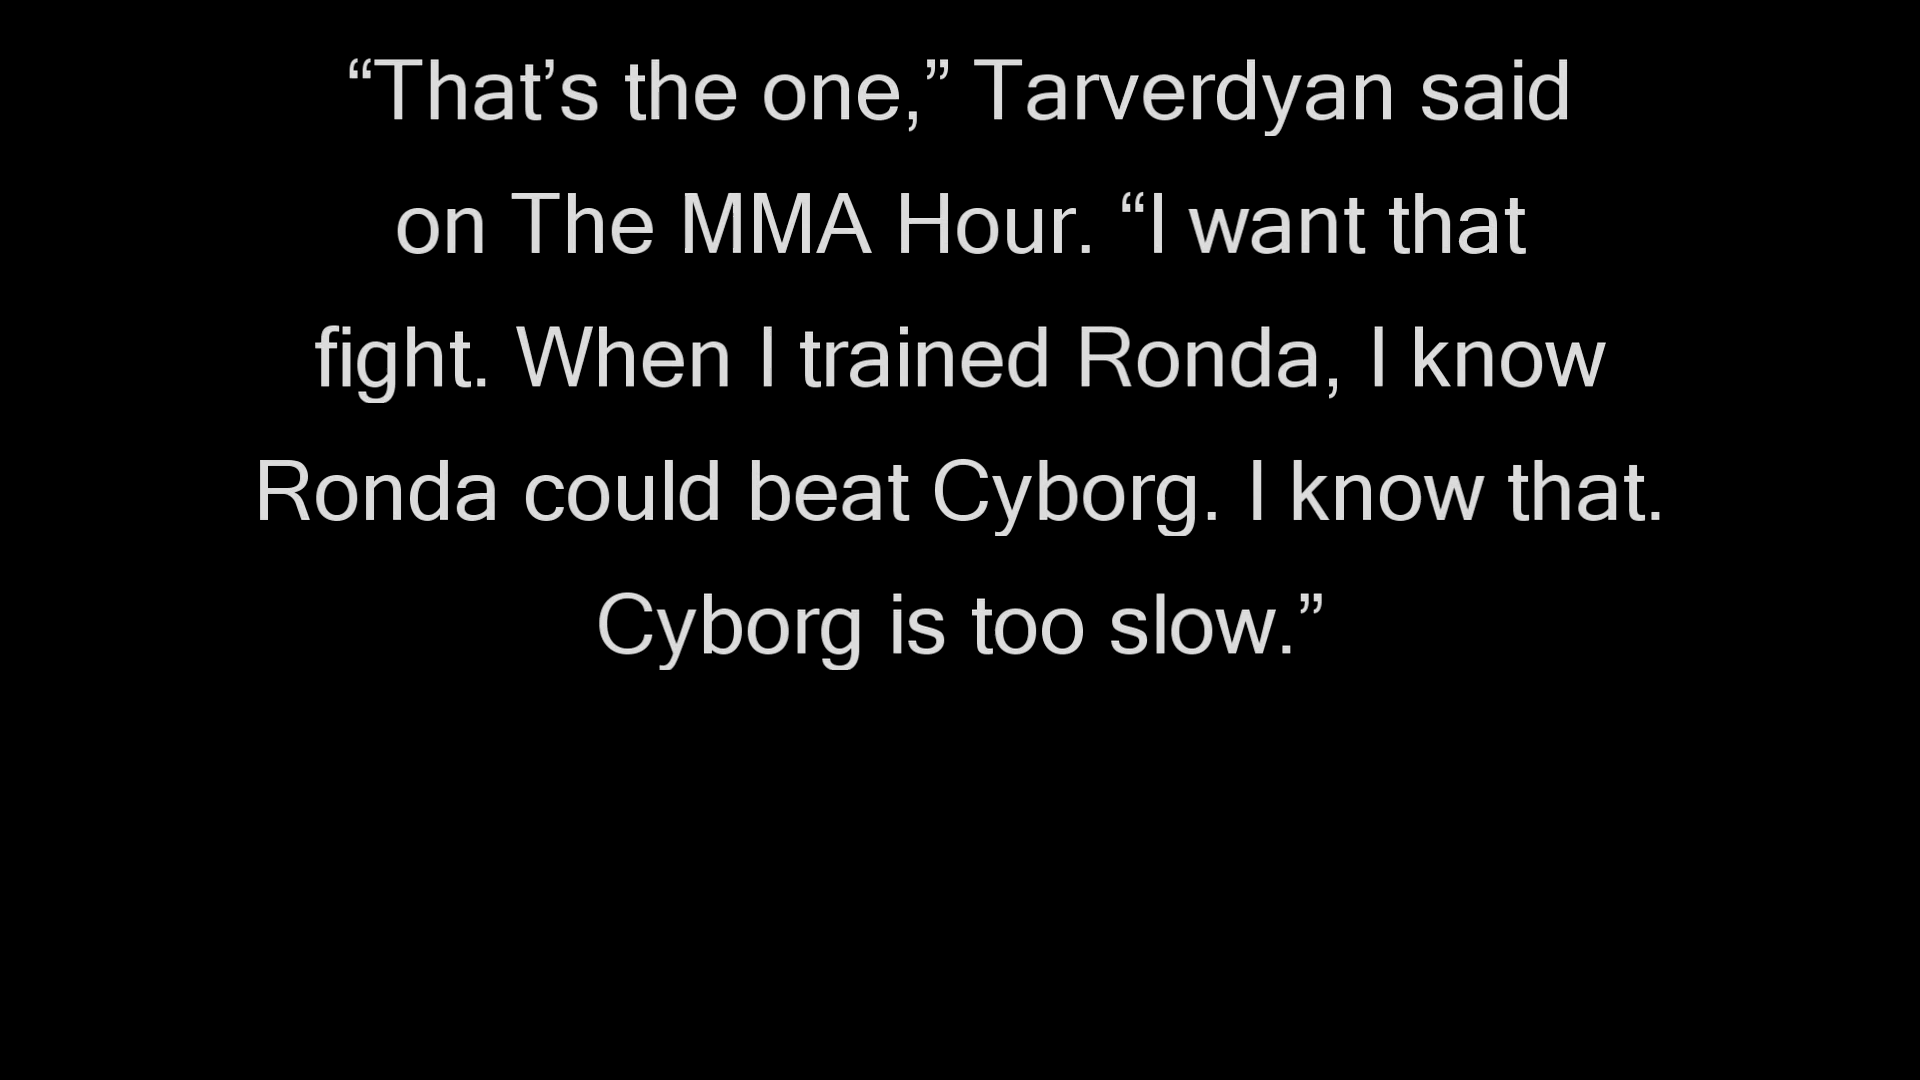 “That’s the one,” Tarverdyan said
on The MMA Hour. “I want that
fight. When I trained Ronda, I know
Ronda could beat Cyborg. I know that.
Cyborg is too slow.”